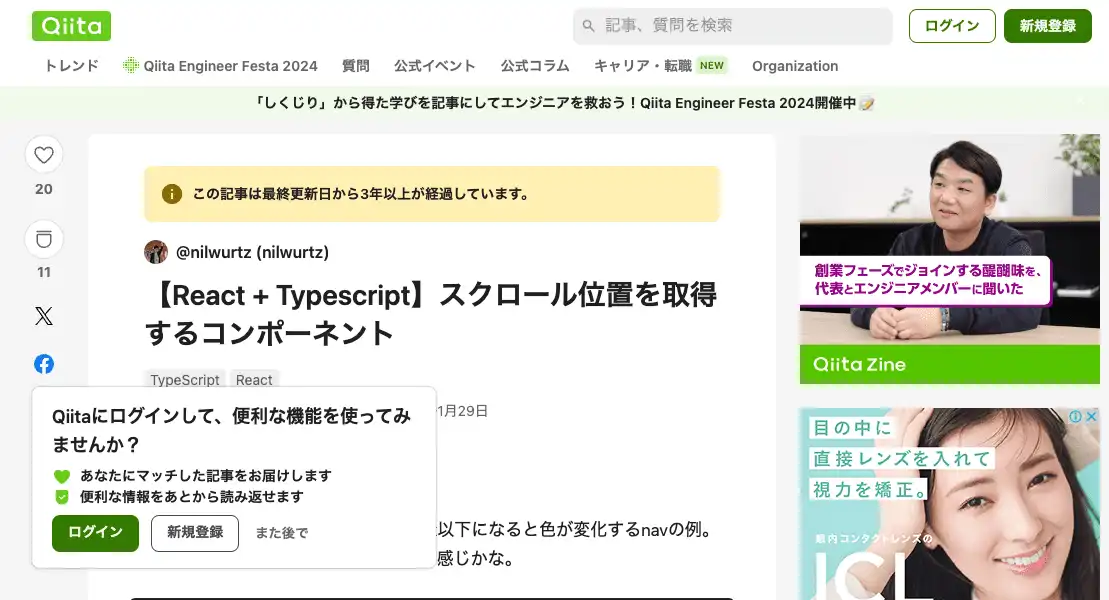 Qiita
記事、質問を検索
ログイン
新規登録
トレンド
Qiita Engineer Festa 2024
質問
公式イベント
公式コラム
キャリア・転職 NEW
Organization
「しくじり」から得た学びを記事にしてエンジニアを救おう！Qiita Engineer Festa 2024開催中
20
11
この記事は最終更新日から3年以上が経過しています。
@nilwurtz (nilwurtz)
【React + Typescript】スクロール位置を取得
するコンポーネント
TypeScript React
1月29日
Qiitaにログインして、便利な機能を使ってみ
ませんか？
あなたにマッチした記事をお届けします
便利な情報をあとから読み返せます
ログイン
新規登録
また後で
以下になると色が変化するnavの例。
感じかな。
創業フェーズでジョインする醍醐味を、
代表とエンジニアメンバーに聞いた
Qiita Zine
目の中に
直接レンズを入れて
視力を矯正。
眼内コンタクトレンズの
ICL